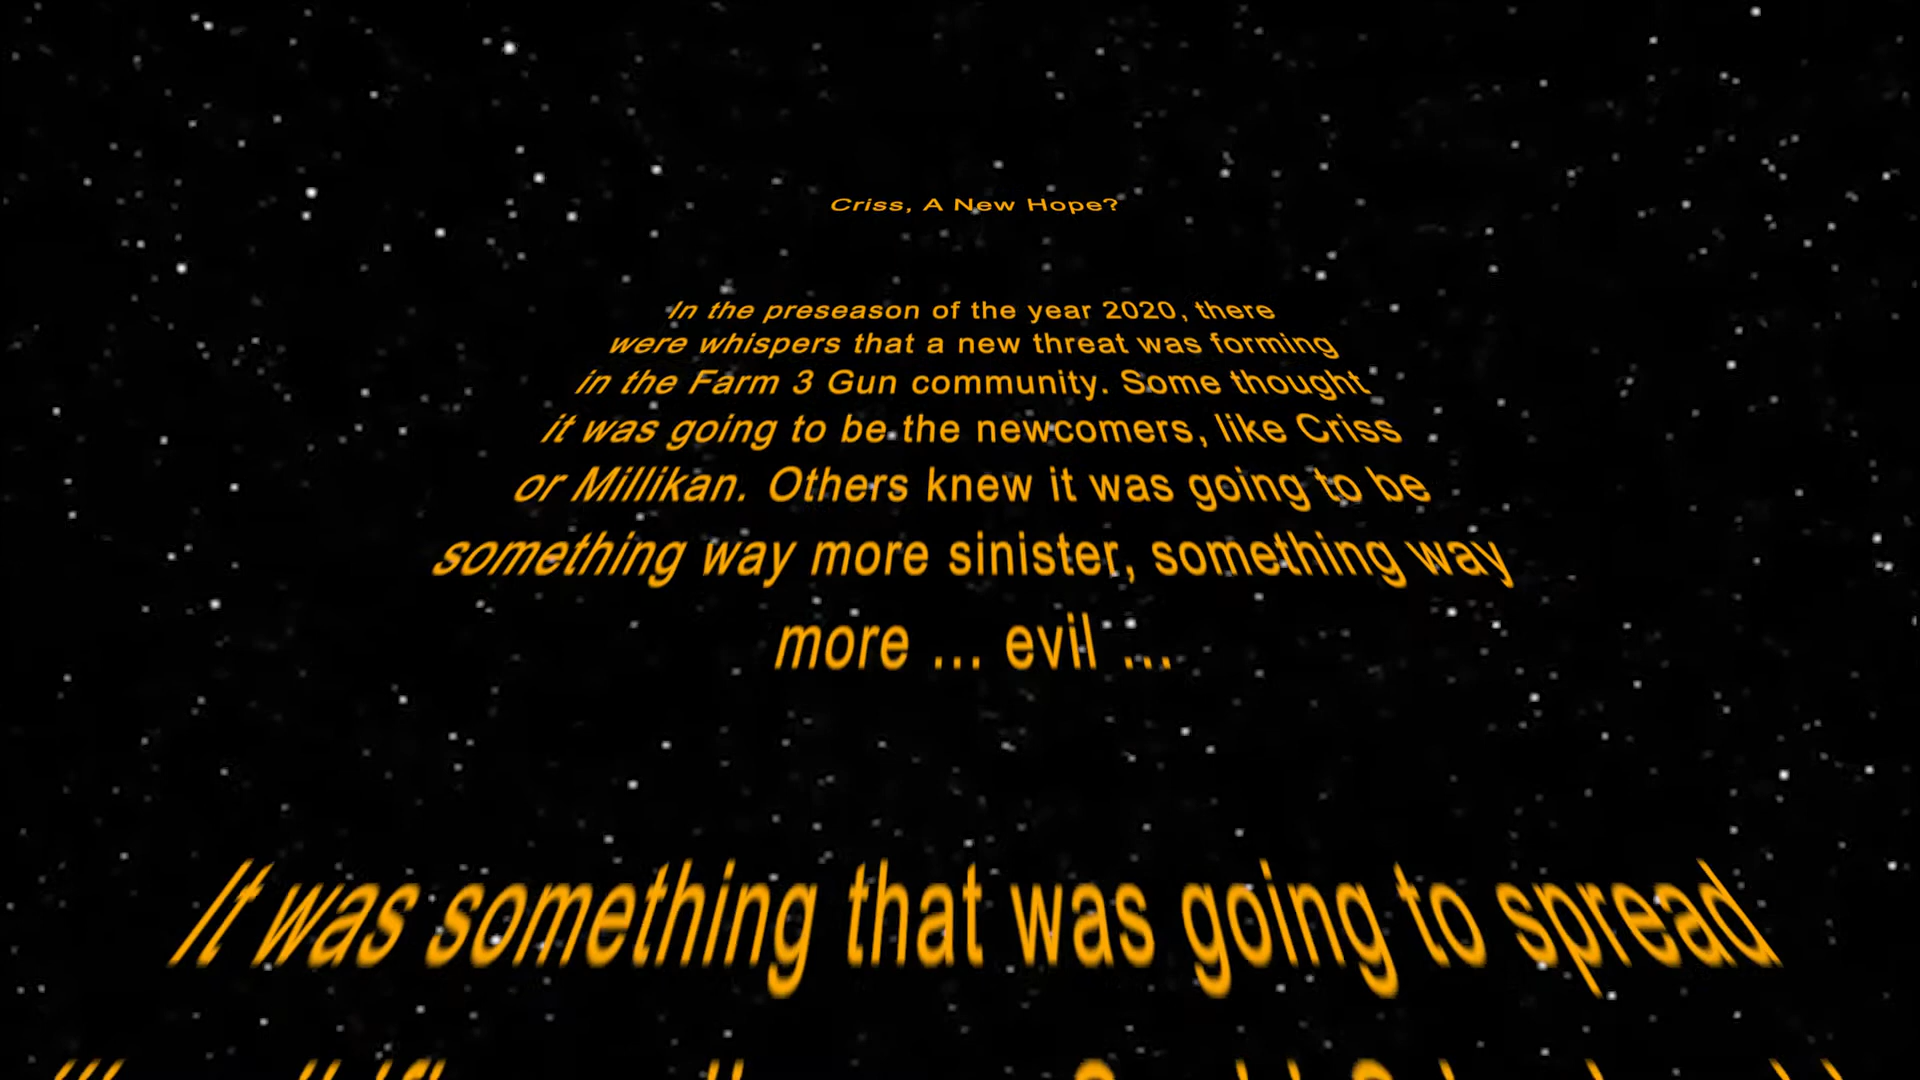 Criss, A New Hope?
In the preseason of the year 2020, there
were whispers that a new threat was forming
in the Farm 3 Gun community. Some thought
it was going to be the newcomers, like Criss
or Millikan. Others knew it was going to be
something way more sinister, something way
more ... evil ...
It was something that was going to spread